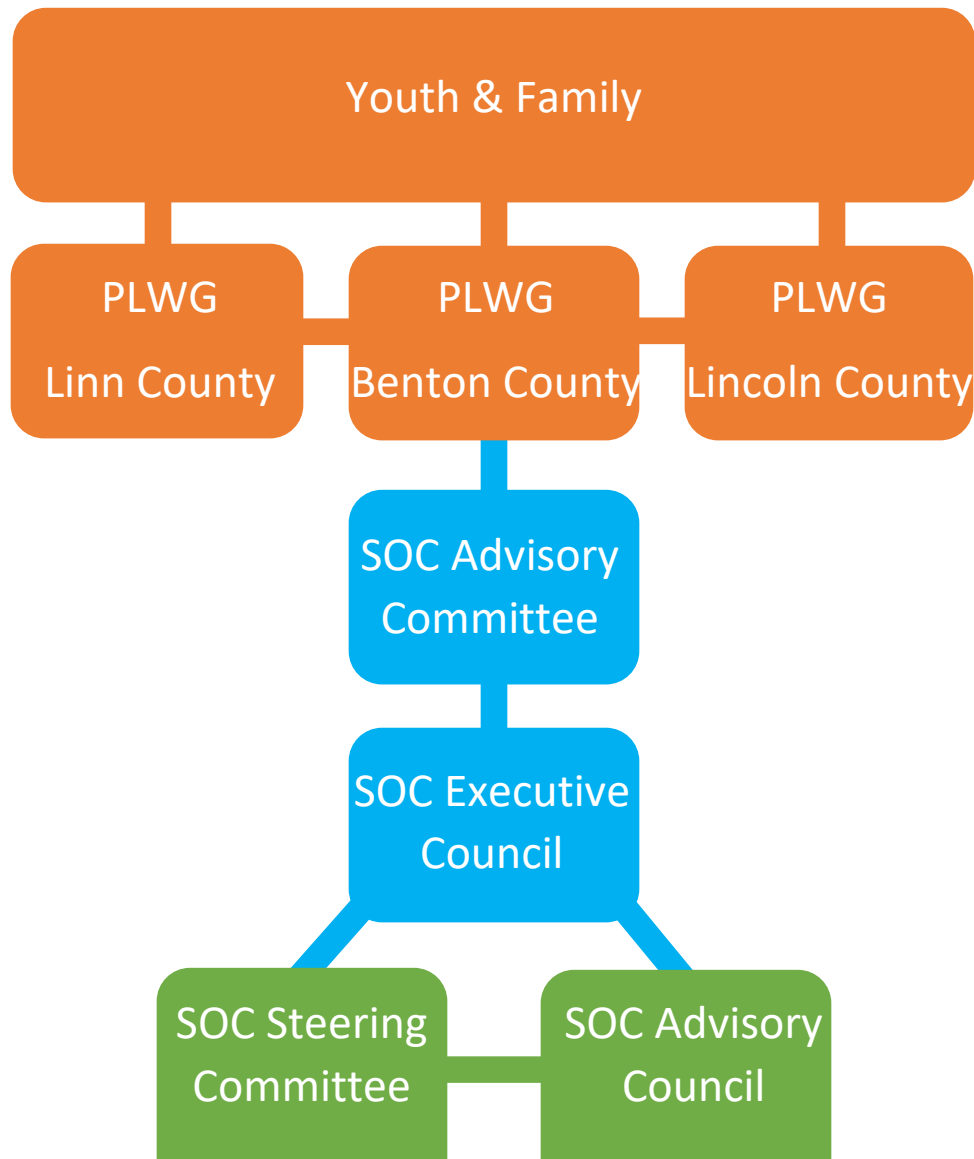 Youth & Family
PLWG
Linn County
PLWG
Benton County
PLWG
Lincoln County
SOC Advisory
Committee
SOC Executive
Council
SOC Steering
Committee
SOC Advisory
Council